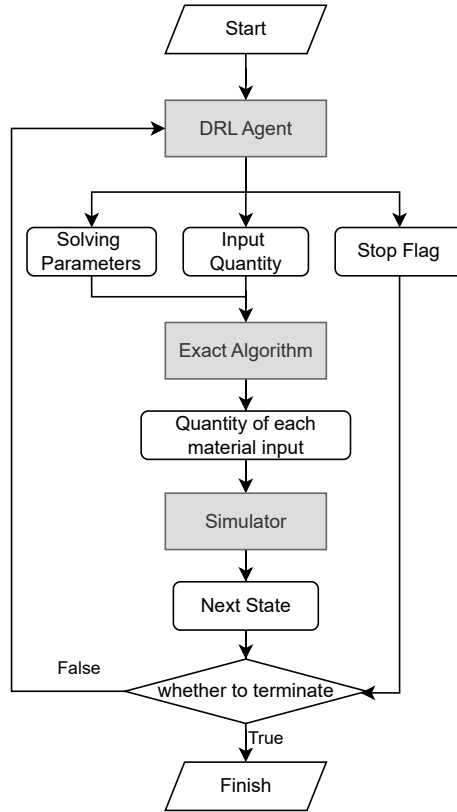 Start
DRL Agent
Solving
Parameters
Input
Quantity
Stop Flag
Exact Algorithm
Quantity of each
material input
Simulator
Next State
False
whether to terminate
True
Finish